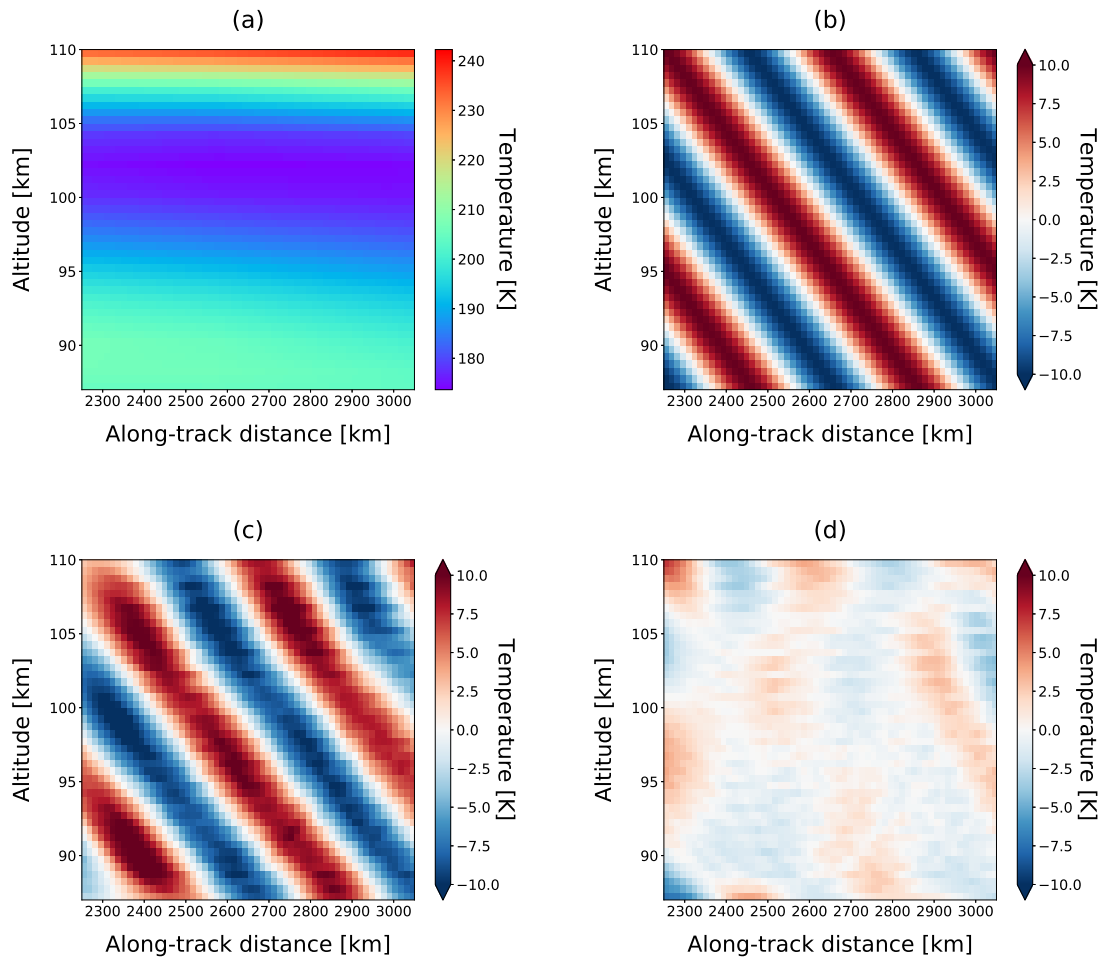 (a)
110
105
100
95
90
Altitude [km]
2300 2400 2500 2600 2700 2800 2900 3000
Along-track distance [km]
240
230
220
210
200
190
180
Temperature [K]
(b)
110
105
100
95
90
Altitude [km]
2300 2400 2500 2600 2700 2800 2900 3000
Along-track distance [km]
10.0
7.5
5.0
2.5
0.0
−2.5
−5.0
−7.5
−10.0
Temperature [K]
(c)
110
105
100
95
90
Altitude [km]
2300 2400 2500 2600 2700 2800 2900 3000
Along-track distance [km]
10.0
7.5
5.0
2.5
0.0
−2.5
−5.0
−7.5
−10.0
Temperature [K]
(d)
110
105
100
95
90
Altitude [km]
2300 2400 2500 2600 2700 2800 2900 3000
Along-track distance [km]
10.0
7.5
5.0
2.5
0.0
−2.5
−5.0
−7.5
−10.0
Temperature [K]